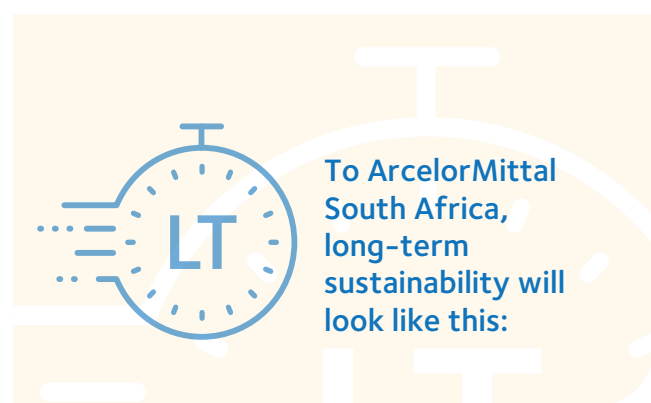 LT
To ArcelorMittal
South Africa,
long-term
sustainability will
look like this: